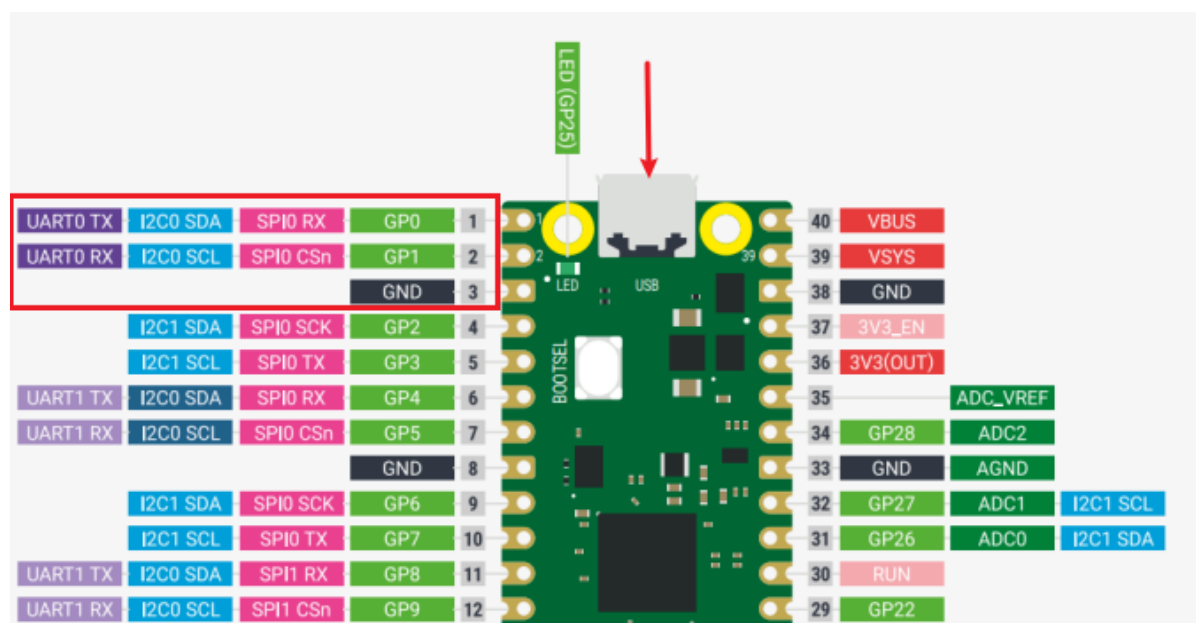 LED (GP25)
UART0 TX I2C0 SDA SPI0 RX GP0 1 1 40 VBUS
UART0 RX I2C0 SCL SPI0 CSn GP1 2 2 39 39 VSYS
GND 3 LED USB 38 GND
I2C1 SDA SPI0 SCK GP2 4 37 3V3_EN
I2C1 SCL SPI0 TX GP3 5 BOOTSEL 36 3V3(OUT)
UART1 TX I2C0 SDA SPI0 RX GP4 6 35 ADC_VREF
UART1 RX I2C0 SCL SPI0 CSn GP5 7 34 GP28 ADC2
GND 8 33 GND AGND
I2C1 SDA SPI0 SCK GP6 9 32 GP27 ADC1 I2C1 SCL
I2C1 SCL SPI0 TX GP7 10 31 GP26 ADC0 I2C1 SDA
UART1 TX I2C0 SDA SPI1 RX GP8 11 30 RUN
UART1 RX I2C0 SCL SPI1 CSn GP9 12 29 GP22